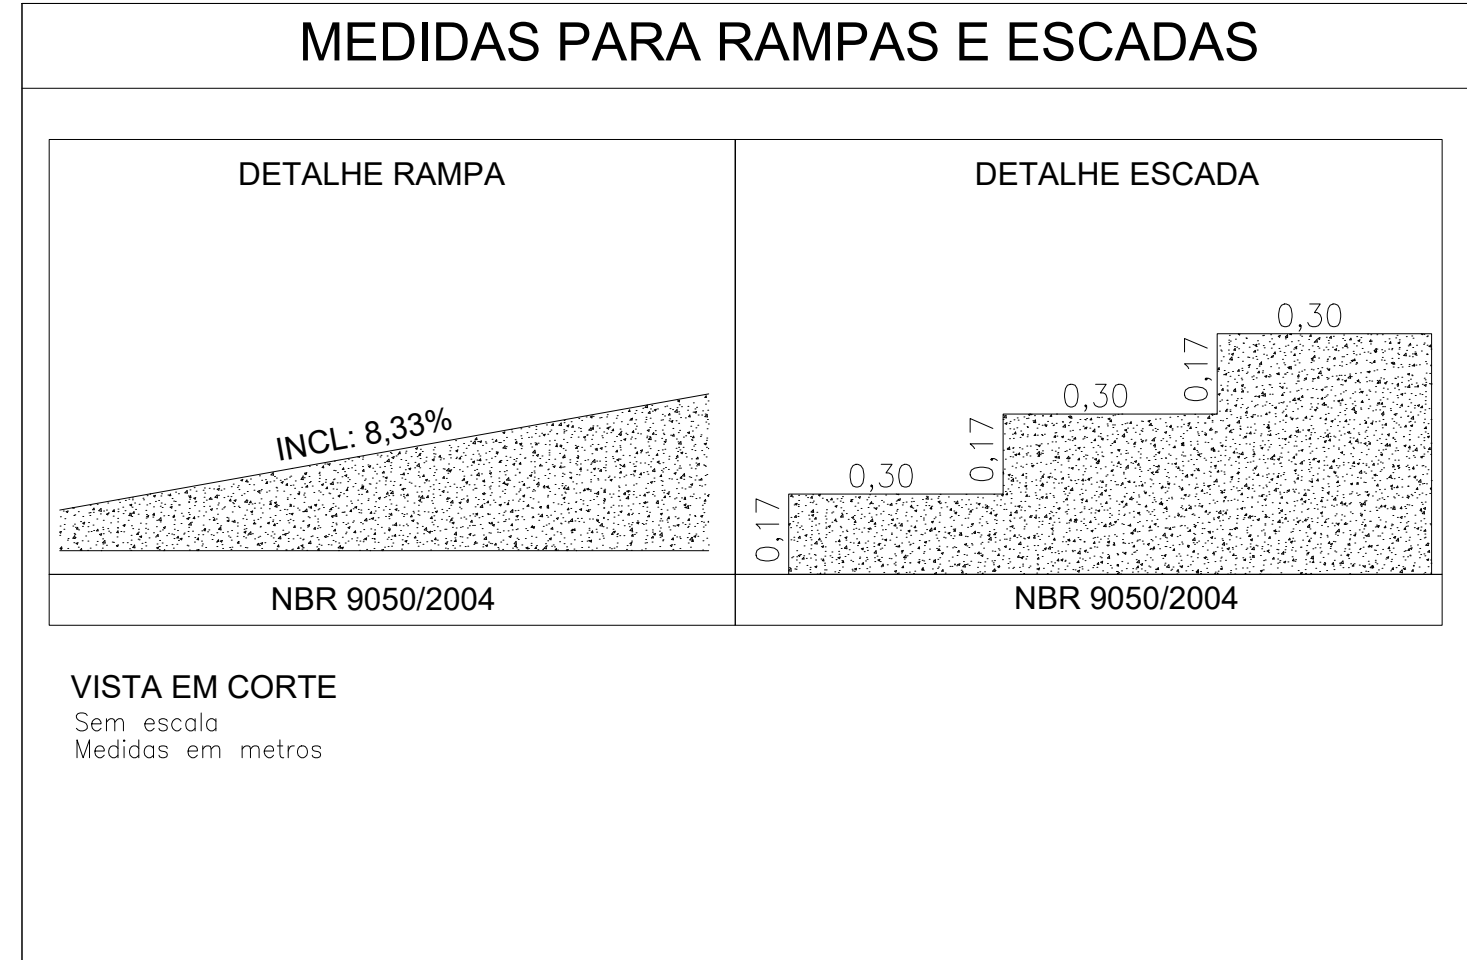 MEDIDAS PARA RAMPAS E ESCADAS
DETALHE RAMPA
INCL: 8,33%
NBR 9050/2004
DETALHE ESCADA
0,30
0,17
0,30
0,17
0,30
0,17
NBR 9050/2004
VISTA EM CORTE
Sem escala
Medidas em metros